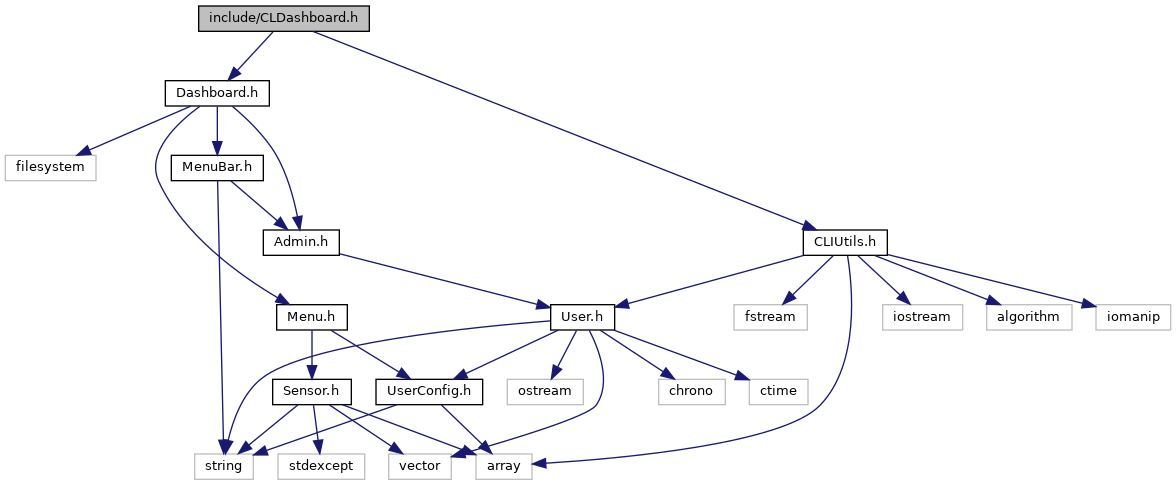 include/CLDashboard.h
Dashboard.h
filesystem
MenuBar.h
Admin.h
CLIUtils.h
Menu.h
User.h
fstream
iostream
algorithm
iomanip
Sensor.h
UserConfig.h
ostream
chrono
ctime
string
stdexcept
vector
array